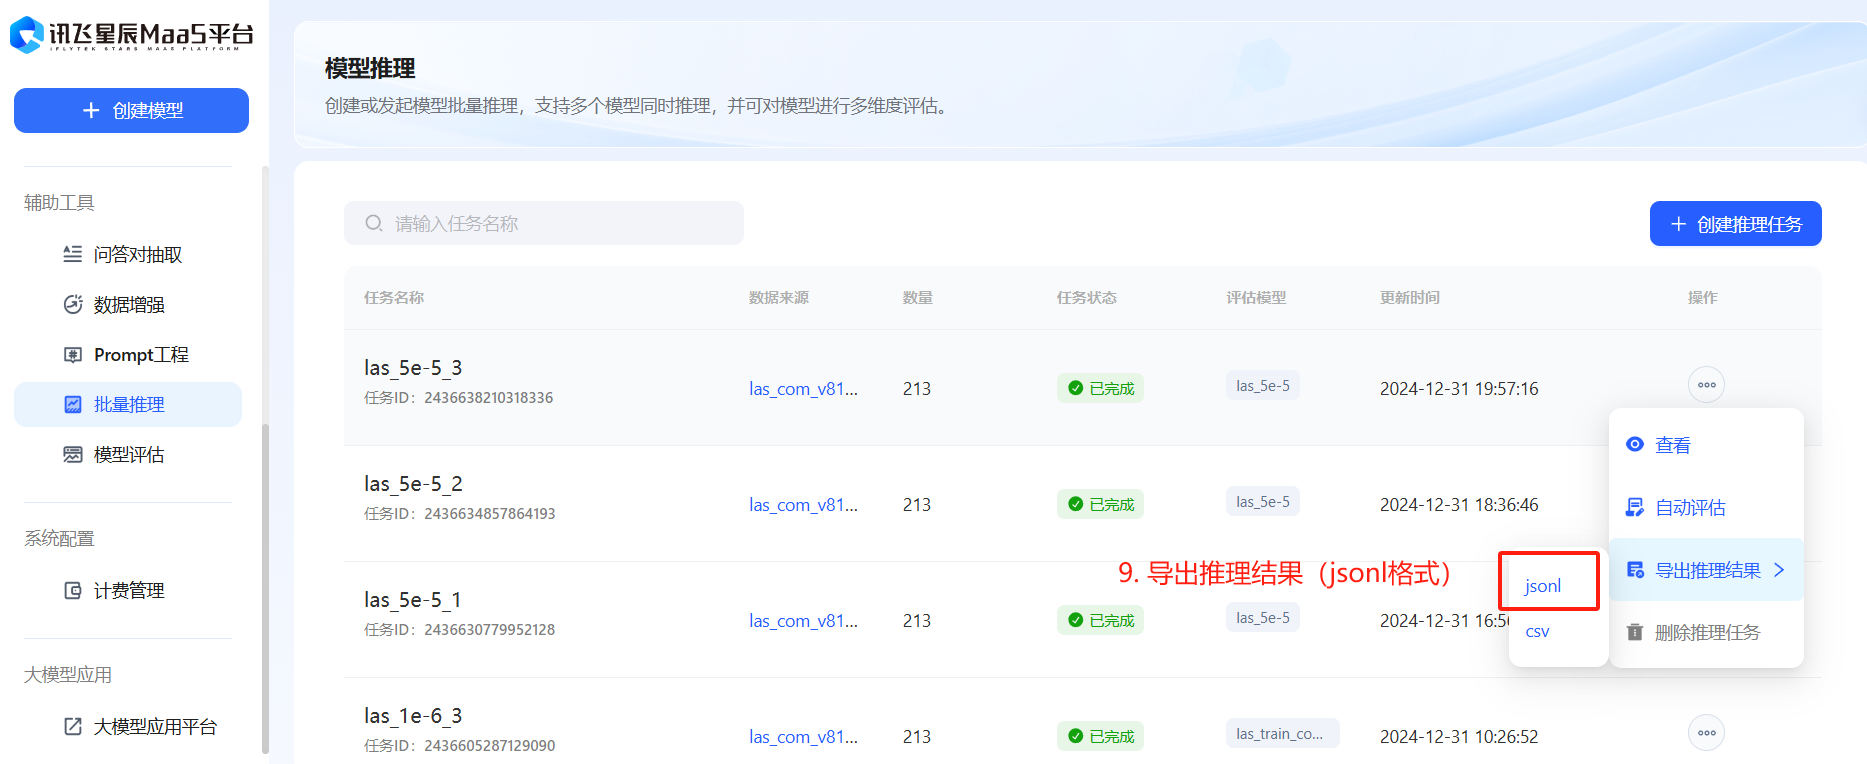 讯飞星辰MaaS平台
IFLYTEK STARS MAAS PLATFORM
+ 创建模型
辅助工具
问答对抽取
数据增强
Prompt工程
批量推理
模型评估
系统配置
计费管理
大模型应用
大模型应用平台
模型推理
创建或发起模型批量推理，支持多个模型同时推理，并可对模型进行多维度评估。
请输入任务名称
+ 创建推理任务
任务名称 数据来源 数量 任务状态 评估模型 更新时间 操作
las_5e-5_3
任务ID：2436638210318336
las_com_v81... 213 已完成 las_5e-5 2024-12-31 19:57:16
las_5e-5_2
任务ID：2436634857864193
las_com_v81... 213 已完成 las_5e-5 2024-12-31 18:36:46
las_5e-5_1
任务ID：2436630779952128
las_com_v81... 213 已完成 las_5e-5 2024-12-31 16:5
las_1e-6_3
任务ID：2436605287129090
las_com_v81... 213 已完成 las_train_co... 2024-12-31 10:26:52
查看
自动评估
导出推理结果
删除推理任务
9. 导出推理结果（jsonl格式）
jsonl
csv